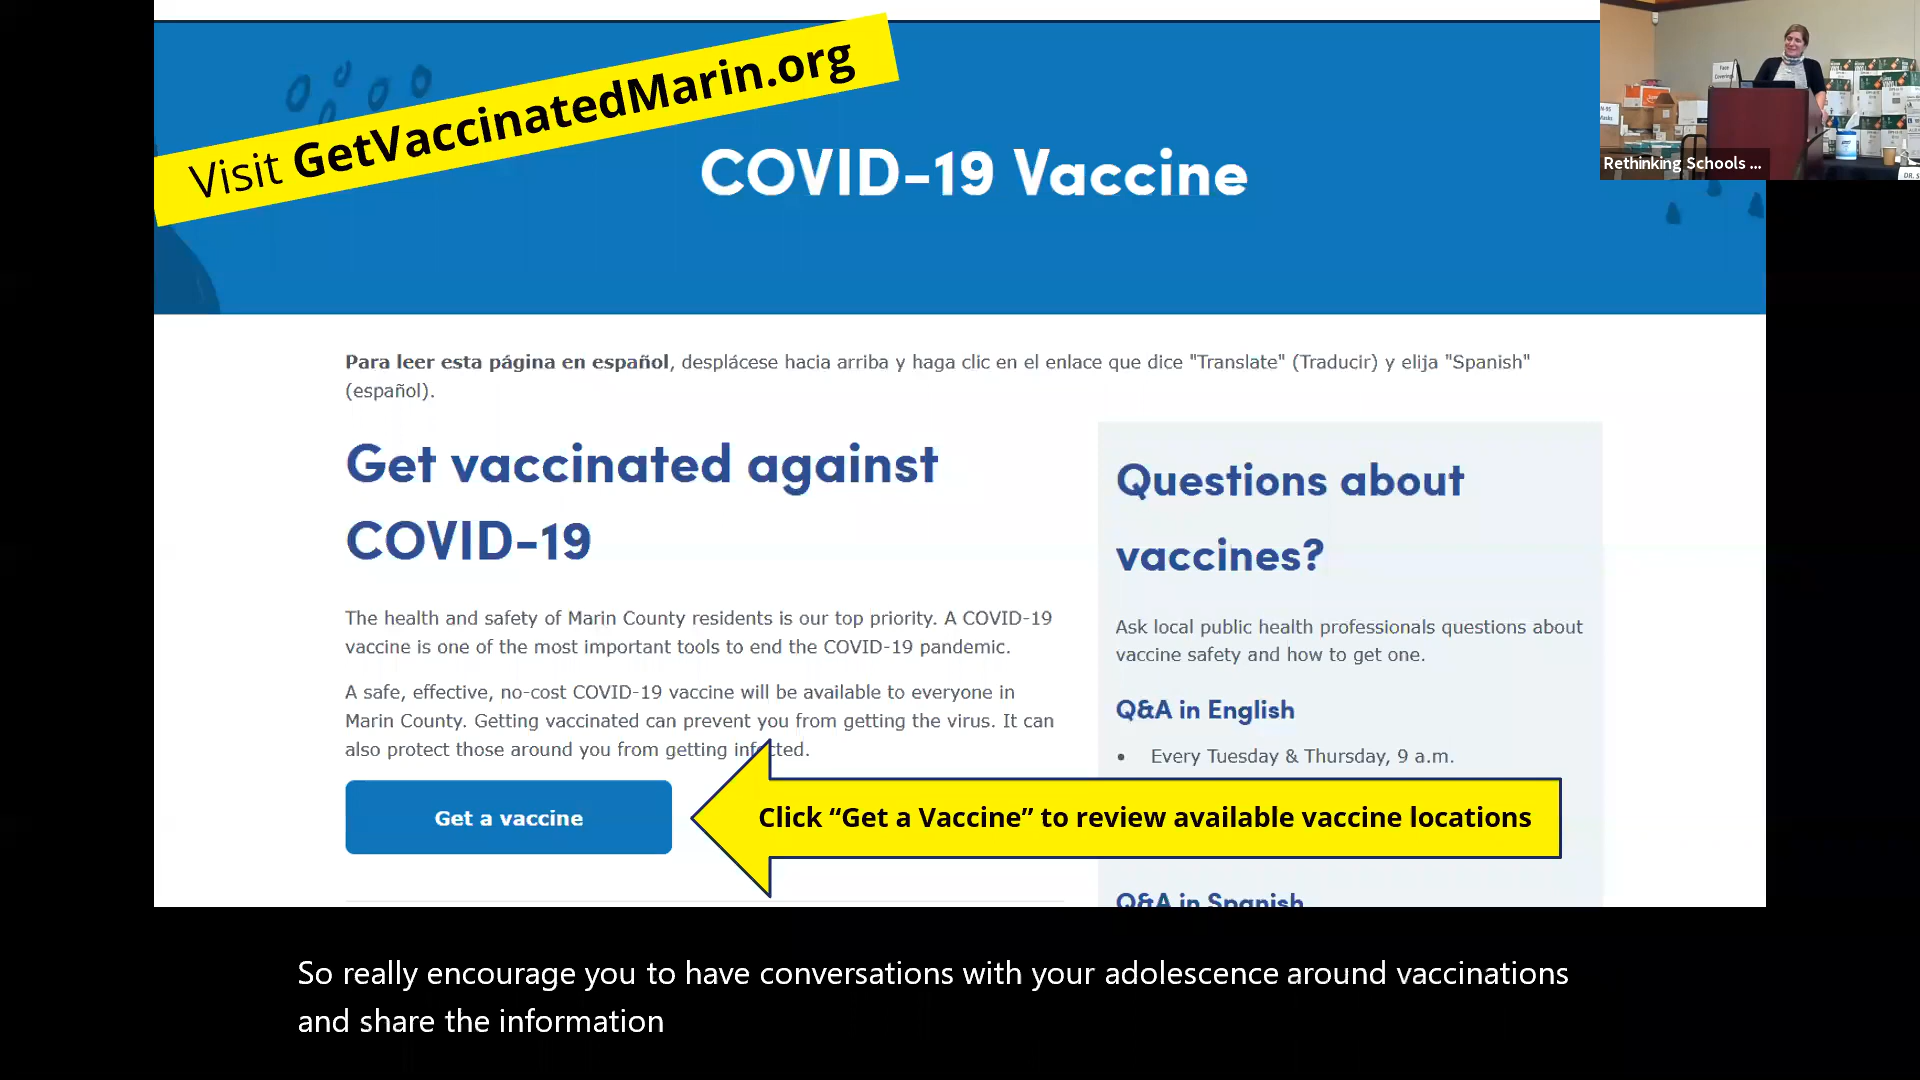 Visit GetVaccinatedMarin.org
COVID-19 Vaccine
Face
Coverings
N-95
Masks
Rethinking Schools ...
DR. S
Para leer esta página en español, desplácese hacia arriba y haga clic en el enlace que dice "Translate" (Traducir) y elija "Spanish"
(español).
Get vaccinated against
COVID-19
The health and safety of Marin County residents is our top priority. A COVID-19
vaccine is one of the most important tools to end the COVID-19 pandemic.
A safe, effective, no-cost COVID-19 vaccine will be available to everyone in
Marin County. Getting vaccinated can prevent you from getting the virus. It can
also protect those around you from getting infected.
Get a vaccine
Questions about
vaccines?
Ask local public health professionals questions about
vaccine safety and how to get one.
Q&A in English
• Every Tuesday & Thursday, 9 a.m.
Click “Get a Vaccine” to review available vaccine locations
Q&A in Spanish
So really encourage you to have conversations with your adolescence around vaccinations
and share the information